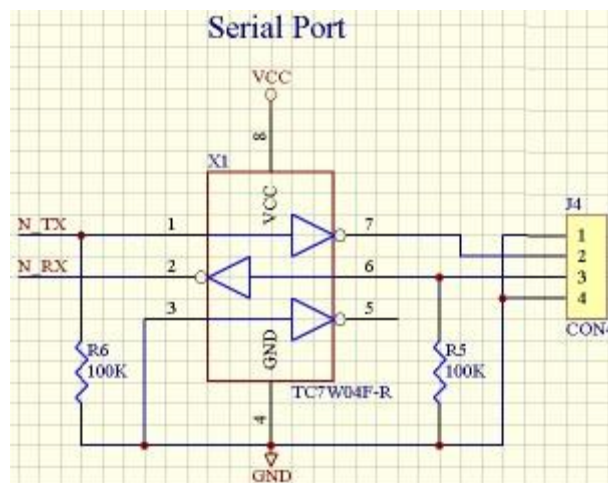 Serial Port
VCC
8
X1
VCC
J4
N_TX
1
7
1
2
N_RX
2
6
3
3
5
4
R6
100K
GND
R5
100K
CON
TC7W04F-R
4
GND